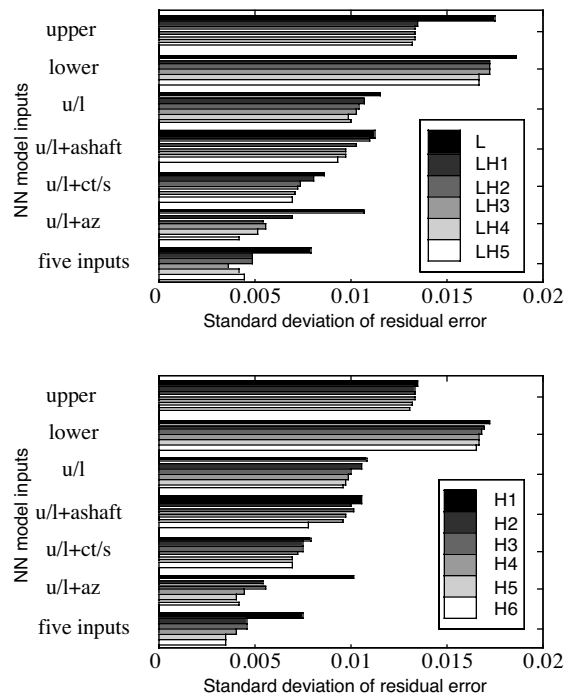 upper
lower
u/l
u/l+ashaft
u/l+ct/s
u/l+az
five inputs
NN model inputs
L
LH1
LH2
LH3
LH4
LH5
0 0.005 0.01 0.015 0.02
Standard deviation of residual error
upper
lower
u/l
u/l+ashaft
u/l+ct/s
u/l+az
five inputs
NN model inputs
H1
H2
H3
H4
H5
H6
0 0.005 0.01 0.015 0.02
Standard deviation of residual error